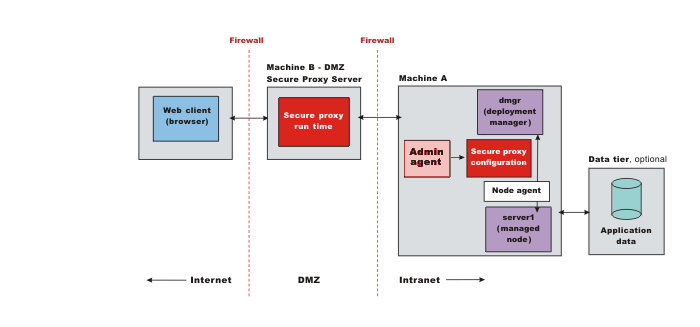 Firewall
Firewall
Machine B - DMZ
Secure Proxy Server
Machine A
Web client
(browser)
Secure proxy
run time
dmgr
(deployment
manager)
Admin
agent
Secure proxy
configuration
Node agent
server1
(managed
node)
Data tier, optional
Application
data
Internet
DMZ
Intranet